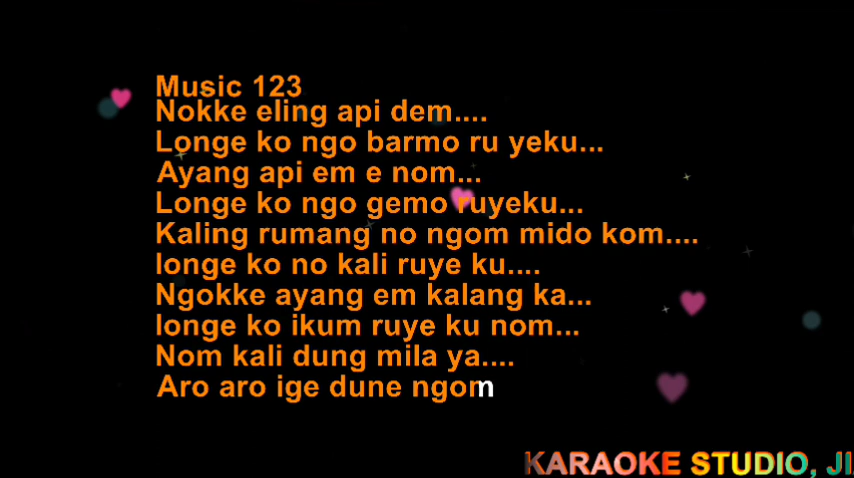 Music 123
Nokke eling api dem....
Longe ko ngo barmo ru yeku...
Ayang api em e nom...
Longe ko ngo gemo ruyeku...
Kaling rumang no ngom mido kom....
longe ko no kali ruye ku....
Ngokke ayang em kalang ka...
longe ko ikum ruye ku nom...
Nom kali dung mila ya....
Aro aro ige dune ngom
KARAOKE STUDIO, JI